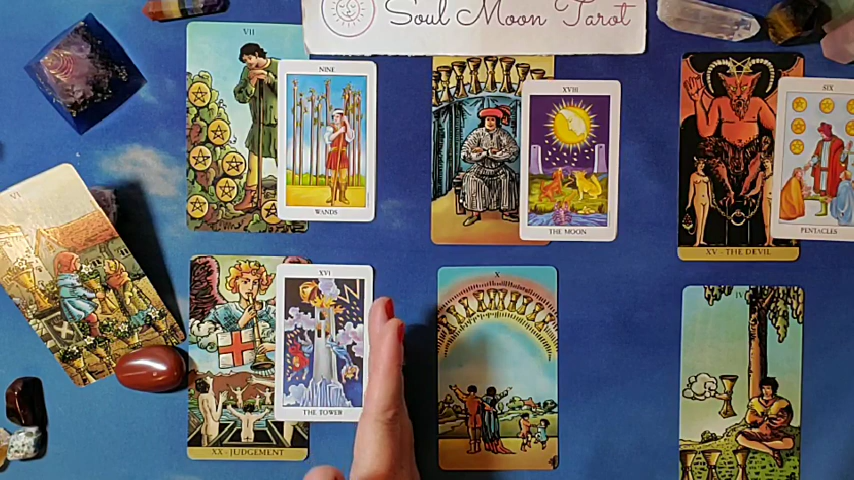 Soul Moon Tarot
VII
NINE
WANDS
XVIII
THE MOON
XV - THE DEVIL
SIX
PENTACLES
VI
XVI
THE TOWER
XX - JUDGEMENT
X
IV